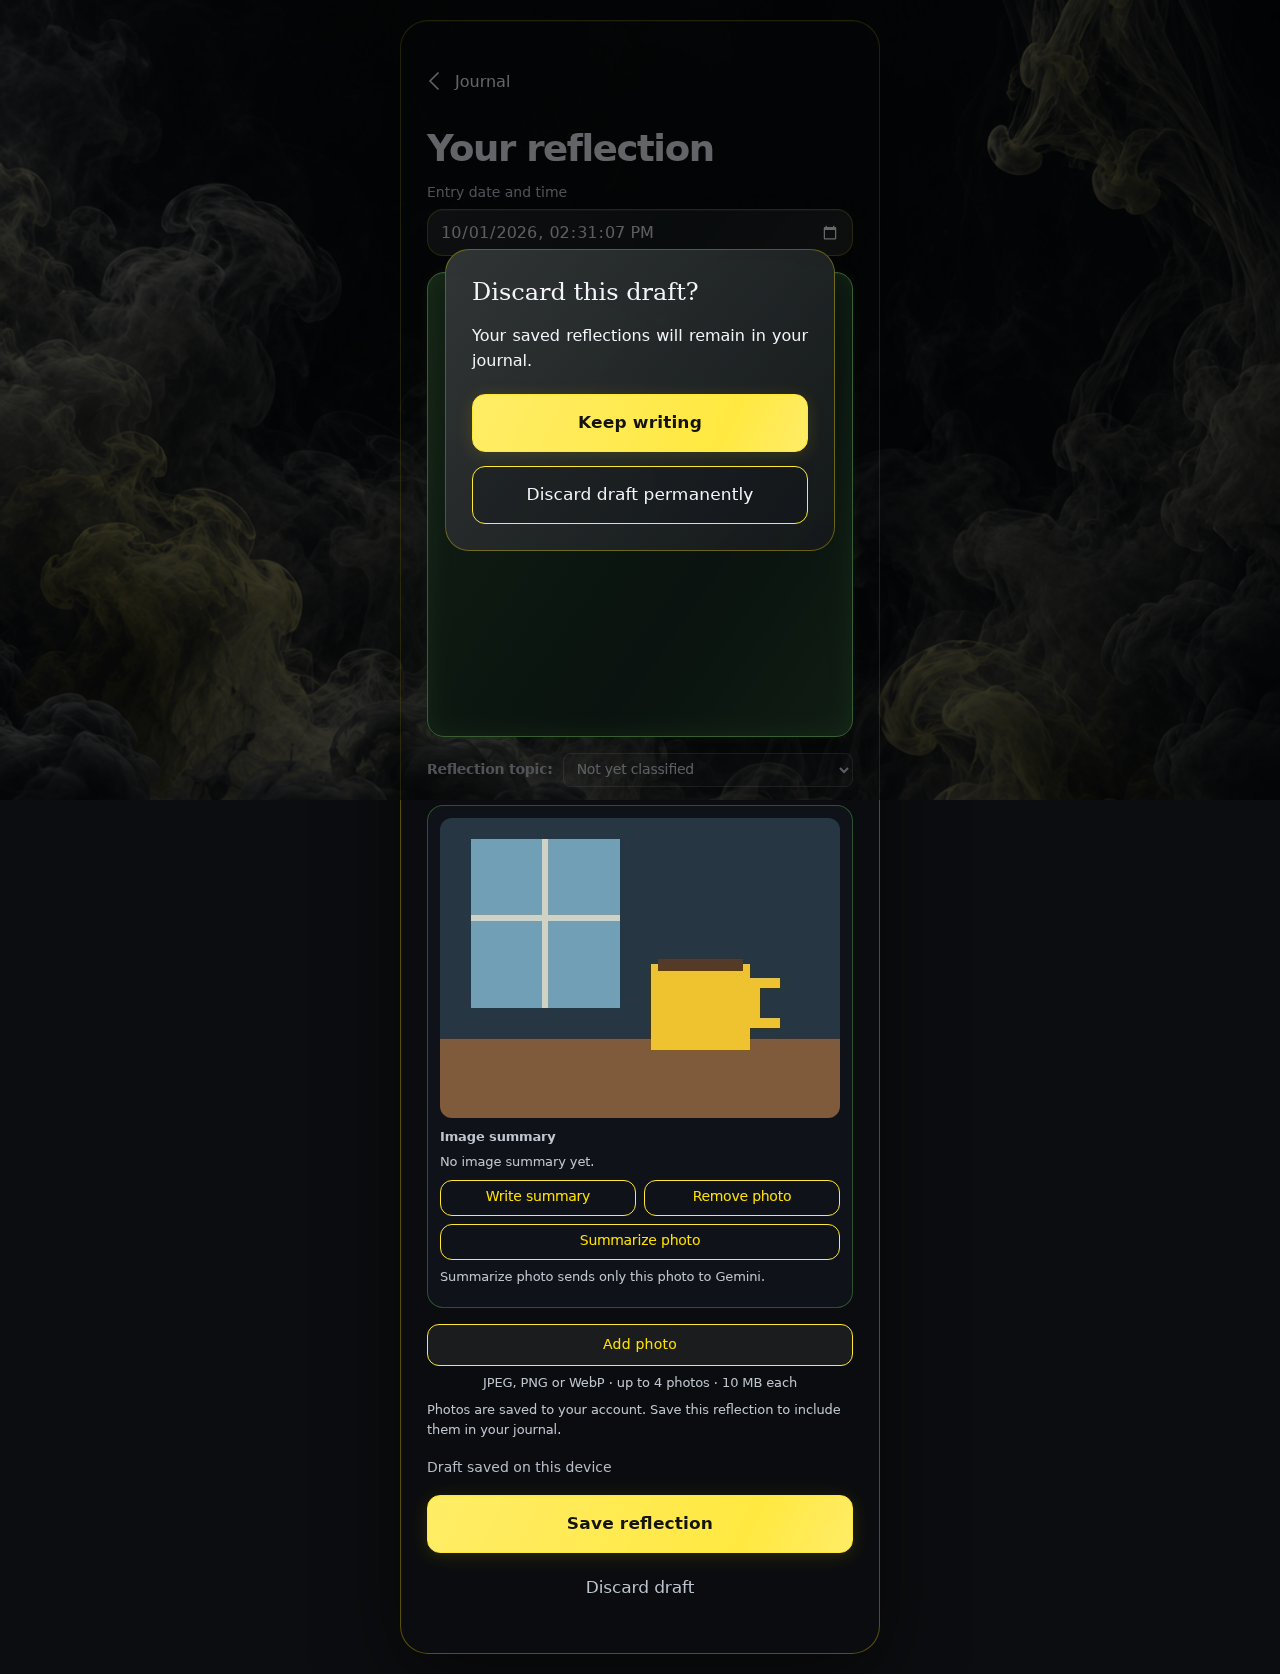 Journal
Your reflection
Entry date and time
10/01/2026, 02:31:07 PM
Discard this draft?
Your saved reflections will remain in your
journal.
Keep writing
Discard draft permanently
Reflection topic:
Not yet classified
Image summary
No image summary yet.
Write summary
Remove photo
Summarize photo
Summarize photo sends only this photo to Gemini.
Add photo
JPEG, PNG or WebP · up to 4 photos · 10 MB each
Photos are saved to your account. Save this reflection to include
them in your journal.
Draft saved on this device
Save reflection
Discard draft